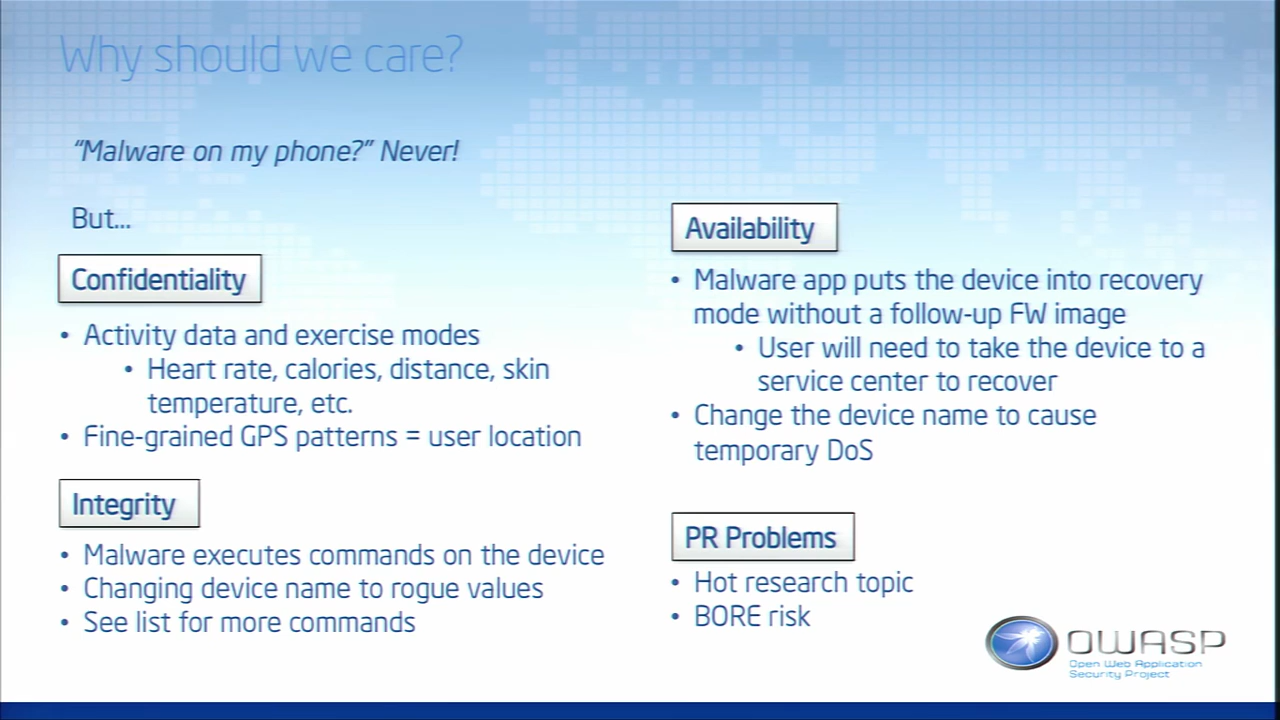 Why should we care?
“Malware on my phone?” Never!
But...
Confidentiality
• Activity data and exercise modes
• Heart rate, calories, distance, skin
temperature, etc.
• Fine-grained GPS patterns = user location
Integrity
• Malware executes commands on the device
• Changing device name to rogue values
• See list for more commands
Availability
• Malware app puts the device into recovery
mode without a follow-up FW image
• User will need to take the device to a
service center to recover
• Change the device name to cause
temporary DoS
PR Problems
• Hot research topic
• BORE risk
OWASP
Open Web Application
Security Project